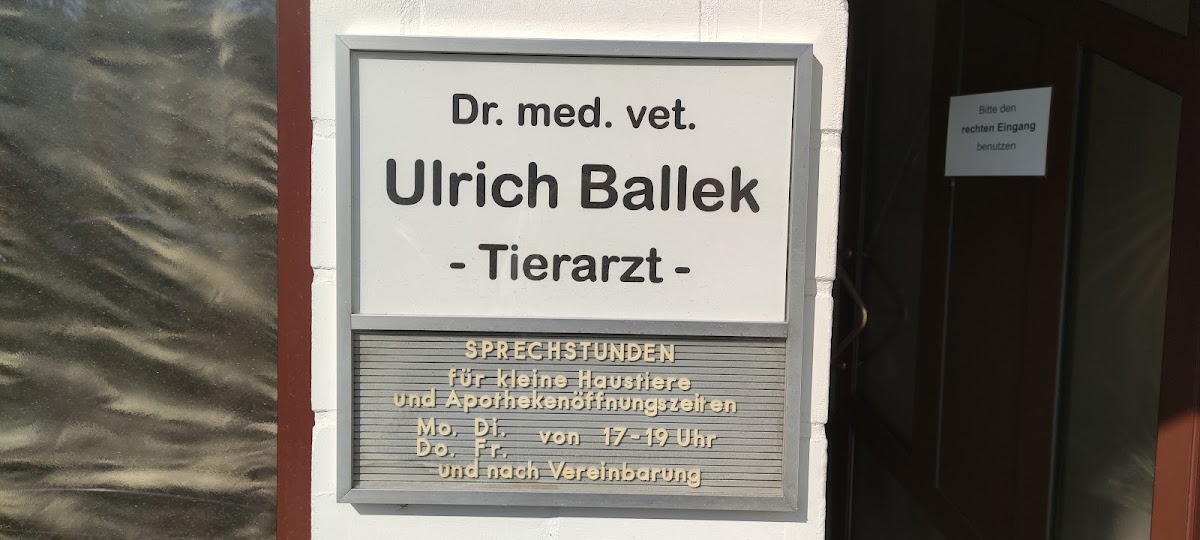 Dr. med. vet.
Ulrich Ballek
- Tierarzt -
SPRECHSTUNDEN
für kleine Haustiere
und Apothekenöffnungszeiten
Mo. Di. von 17-19 Uhr
Do. Fr.
und nach Vereinbarung
Bitte den
rechten Eingang
benutzen